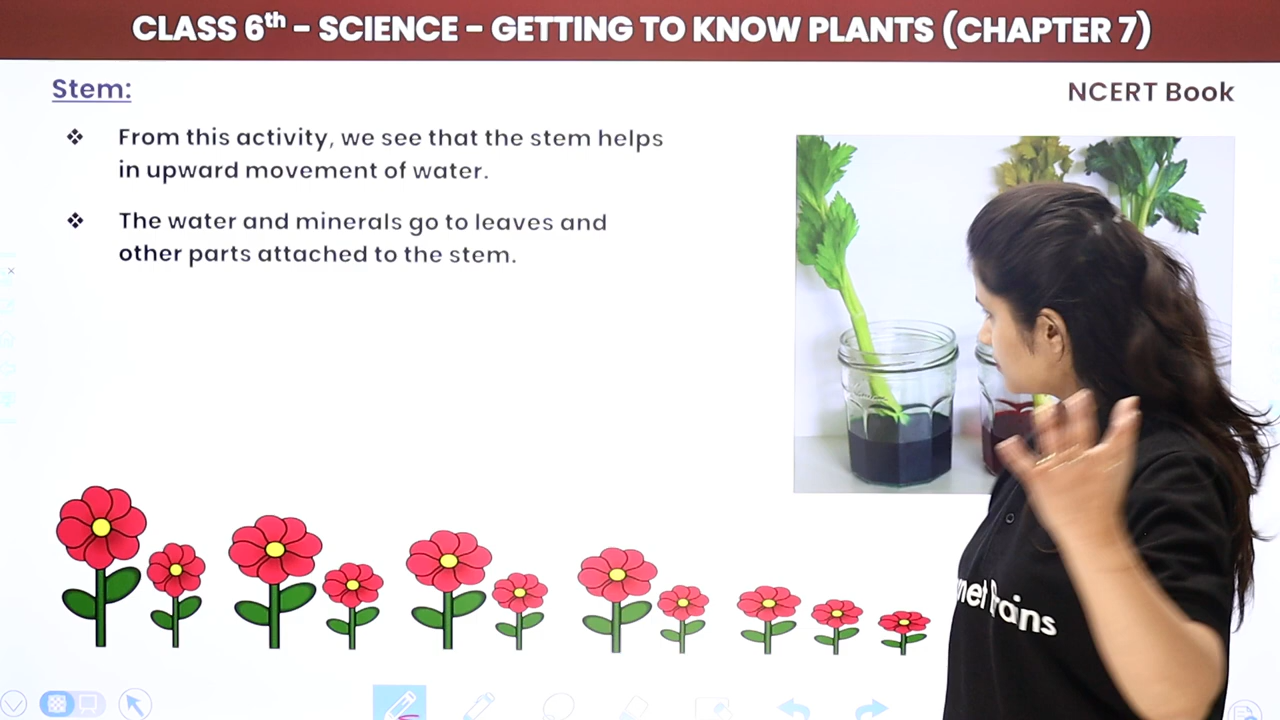 CLASS 6th – SCIENCE – GETTING TO KNOW PLANTS (CHAPTER 7)
Stem:
NCERT Book
❖ From this activity, we see that the stem helps
in upward movement of water.
❖ The water and minerals go to leaves and
other parts attached to the stem.